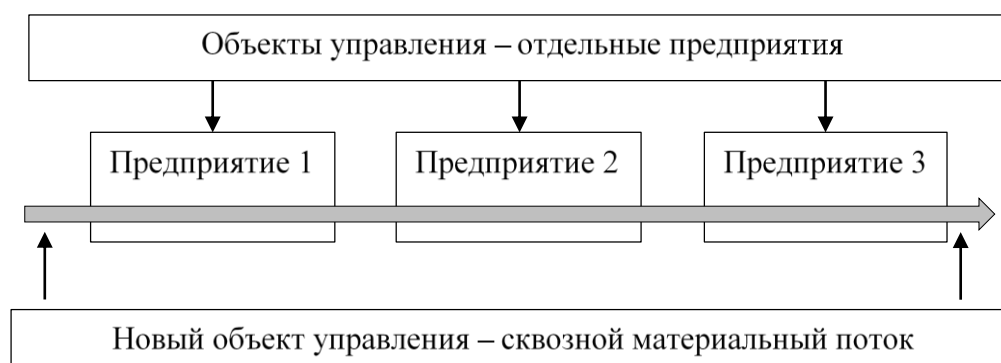 Объекты управления – отдельные предприятия
Предприятие 1
Предприятие 2
Предприятие 3
Новый объект управления – сквозной материальный поток